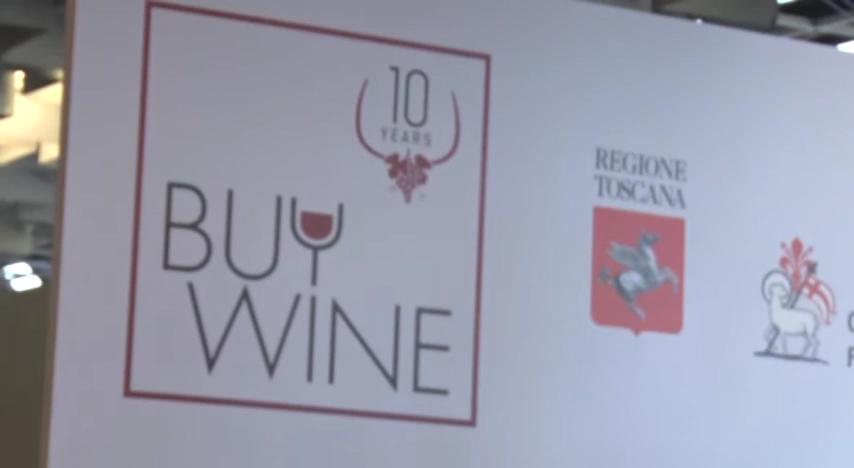 10
YEARS
BUY
WINE
REGIONE
TOSCANA